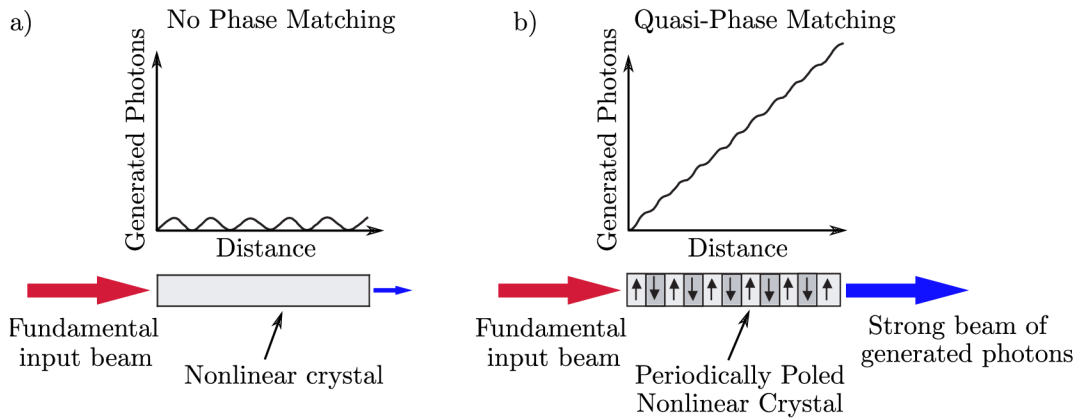 a)
No Phase Matching
Generated Photons
Distance
Fundamental
input beam
Nonlinear crystal
b)
Quasi-Phase Matching
Generated Photons
Distance
Fundamental
input beam
Periodically Poled
Nonlinear Crystal
Strong beam of
generated photons